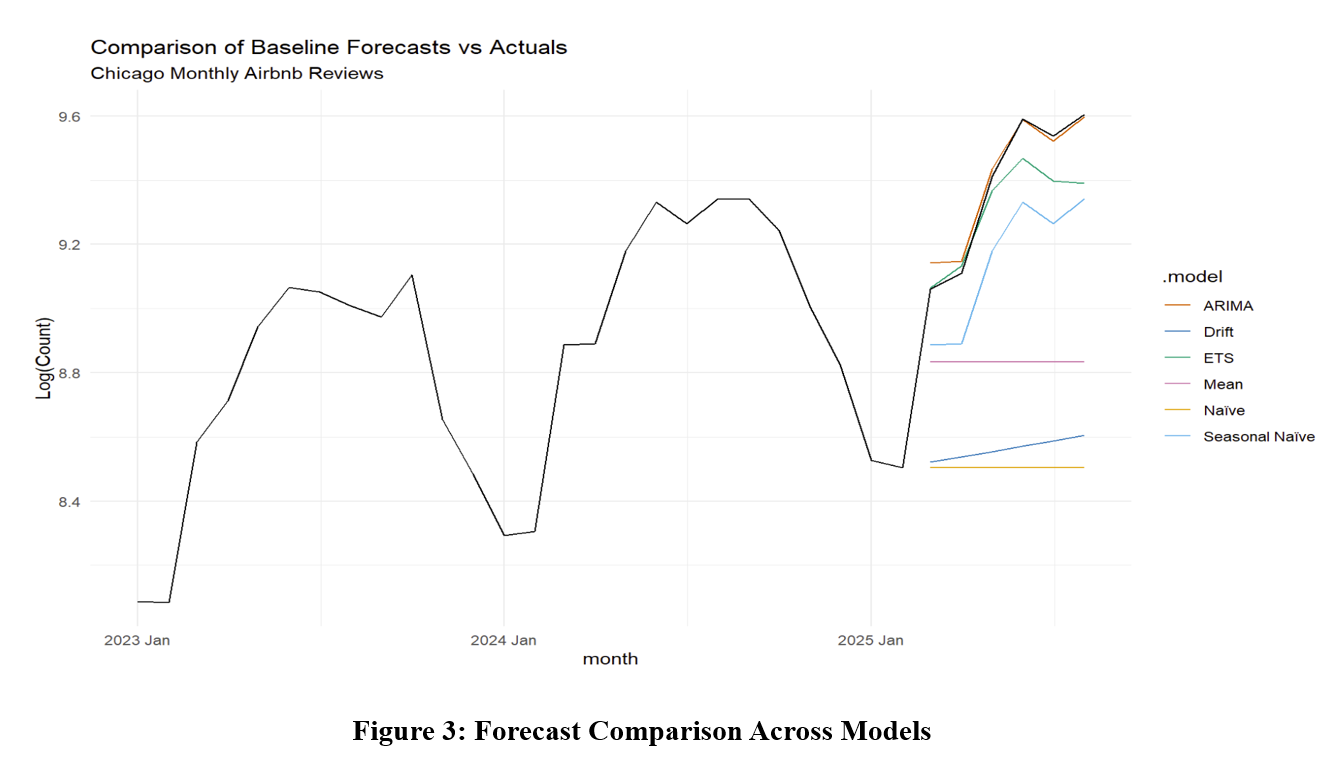 Comparison of Baseline Forecasts vs Actuals
Chicago Monthly Airbnb Reviews
9.6
9.2
8.8
8.4
Log(Count)
2023 Jan
2024 Jan
2025 Jan
month
.model
ARIMA
Drift
ETS
Mean
Naïve
Seasonal Naïve
Figure 3: Forecast Comparison Across Models